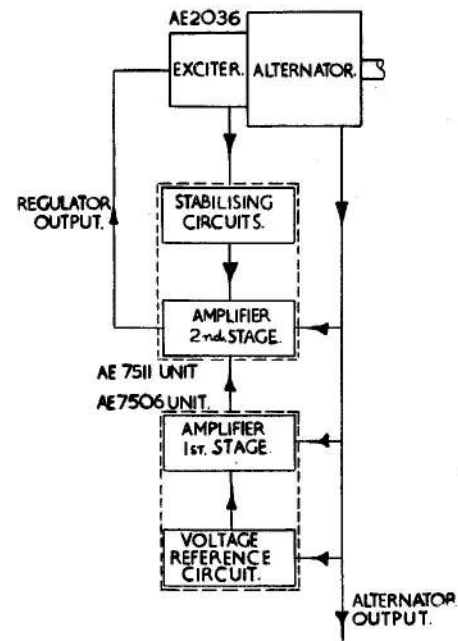 AE2036
EXCITER. ALTERNATOR.
REGULATOR
OUTPUT.
STABILISING
CIRCUITS.
AMPLIFIER
2nd. STAGE.
AE 7511 UNIT
AE7506 UNIT.
AMPLIFIER
1ST. STAGE.
VOLTAGE
REFERENCE
CIRCUIT.
ALTERNATOR
OUTPUT.